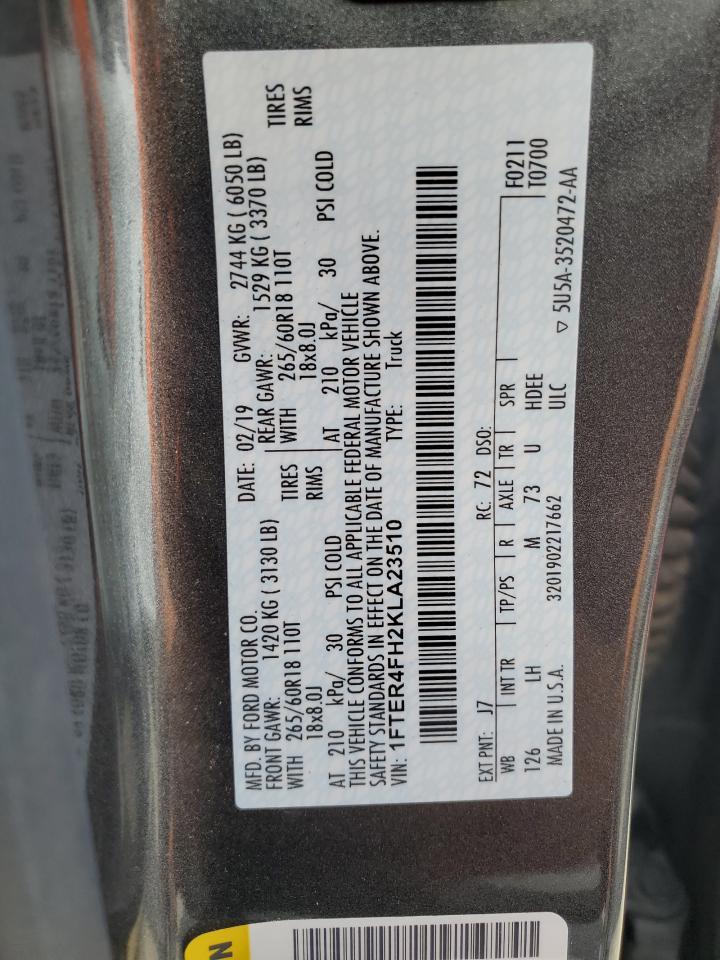 MFD. BY FORD MOTOR CO.
DATE: 02/19 GVWR: 2744 KG ( 6050 LB)
FRONT GAWR: 1420 KG ( 3130 LB) REAR GAWR: 1529 KG ( 3370 LB)
WITH 265/60R18 110T TIRES WITH 265/60R18 110T TIRES
18x8.0J RIMS 18x8.0J RIMS
AT 210 kPa/ 30 PSI COLD AT 210 kPa/ 30 PSI COLD
THIS VEHICLE CONFORMS TO ALL APPLICABLE FEDERAL MOTOR VEHICLE
SAFETY STANDARDS IN EFFECT ON THE DATE OF MANUFACTURE SHOWN ABOVE.
VIN: 1FTER4FH2KLA23510 TYPE: Truck
F0211
T0700
EXT PNT: J7 RC: 72 DSO:
WB INT TR TP/PS R AXLE TR SPR
126 LH M 73 U HDEE
MADE IN U.S.A. 3201902217662 ULC ▽ 5U5A-3520472-AA
N